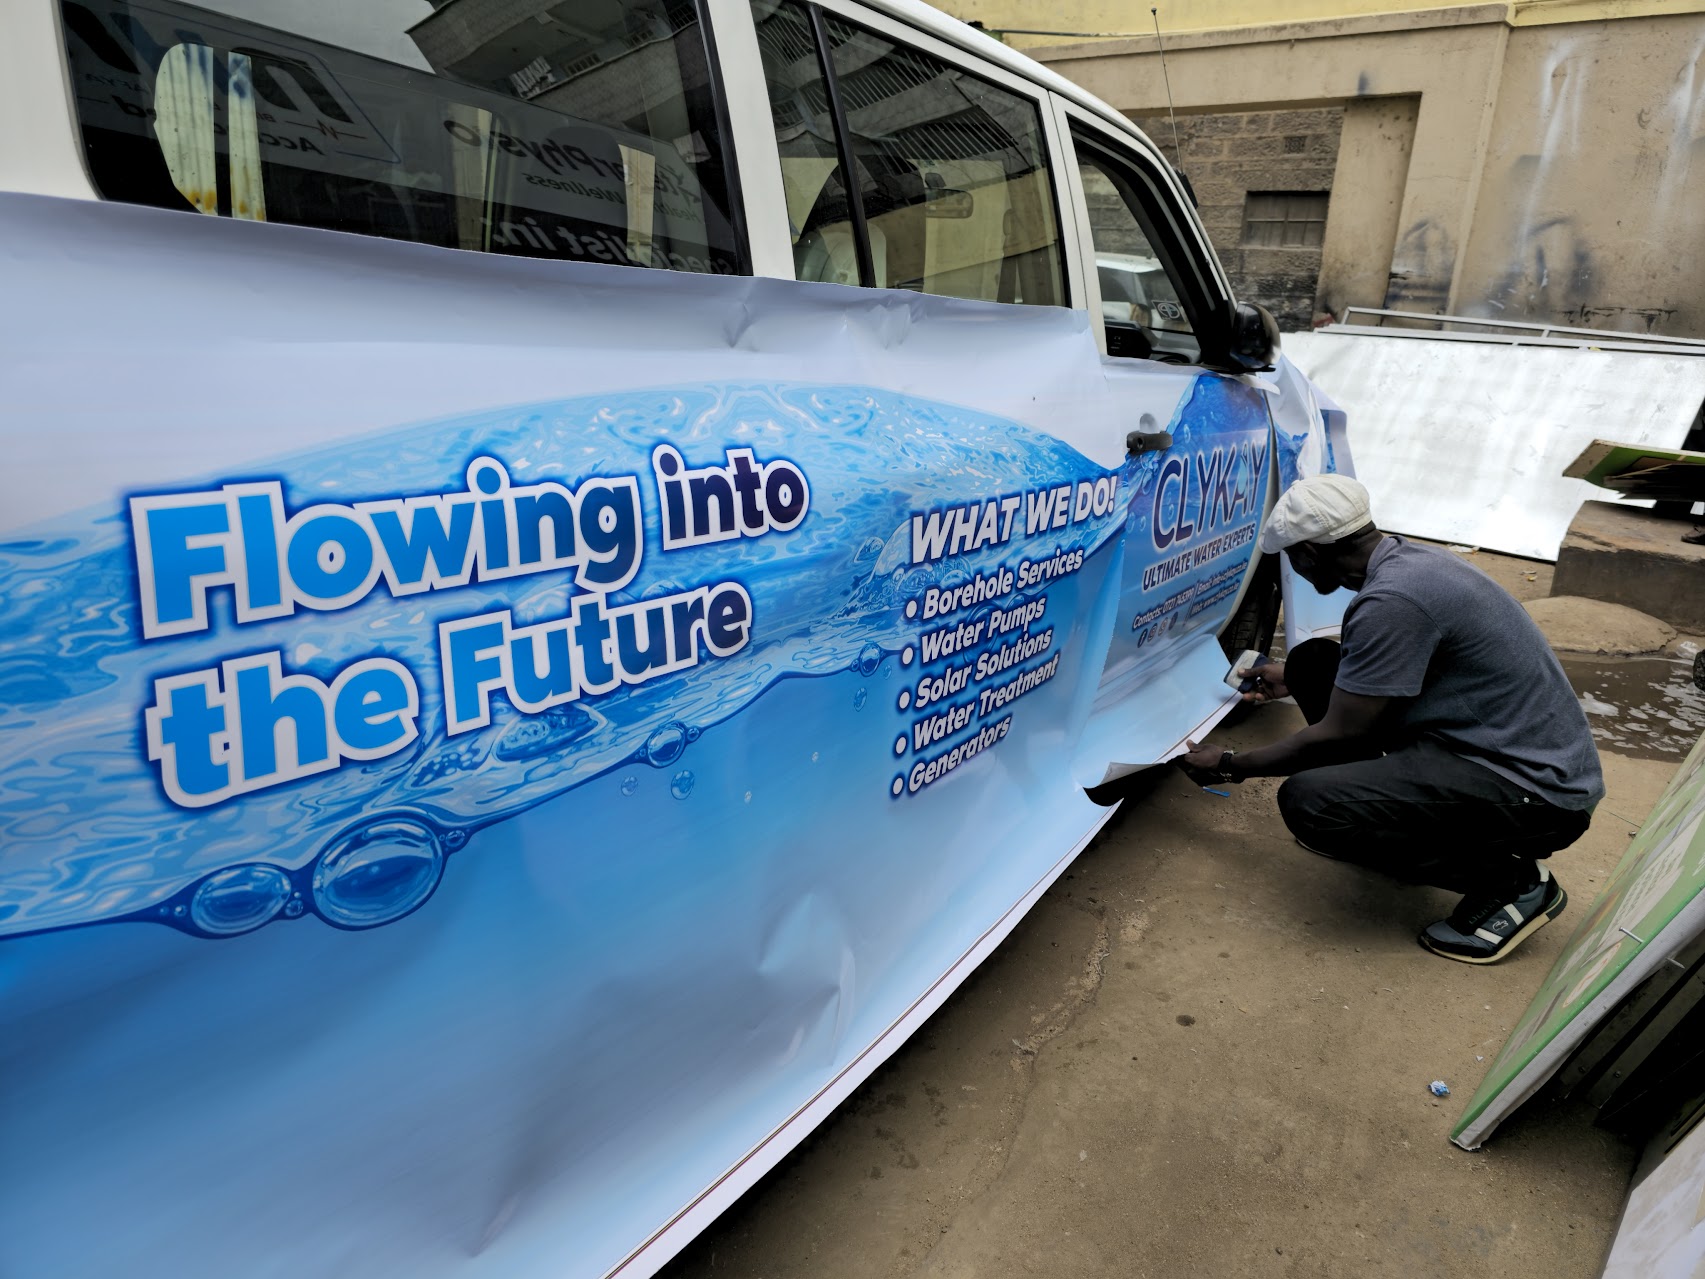 Flowing into
the Future
WHAT WE DO!
• Borehole Services
• Water Pumps
• Solar Solutions
• Water Treatment
• Generators
CLYKAY
ULTIMATE WATER EXPERTS
Contacts: